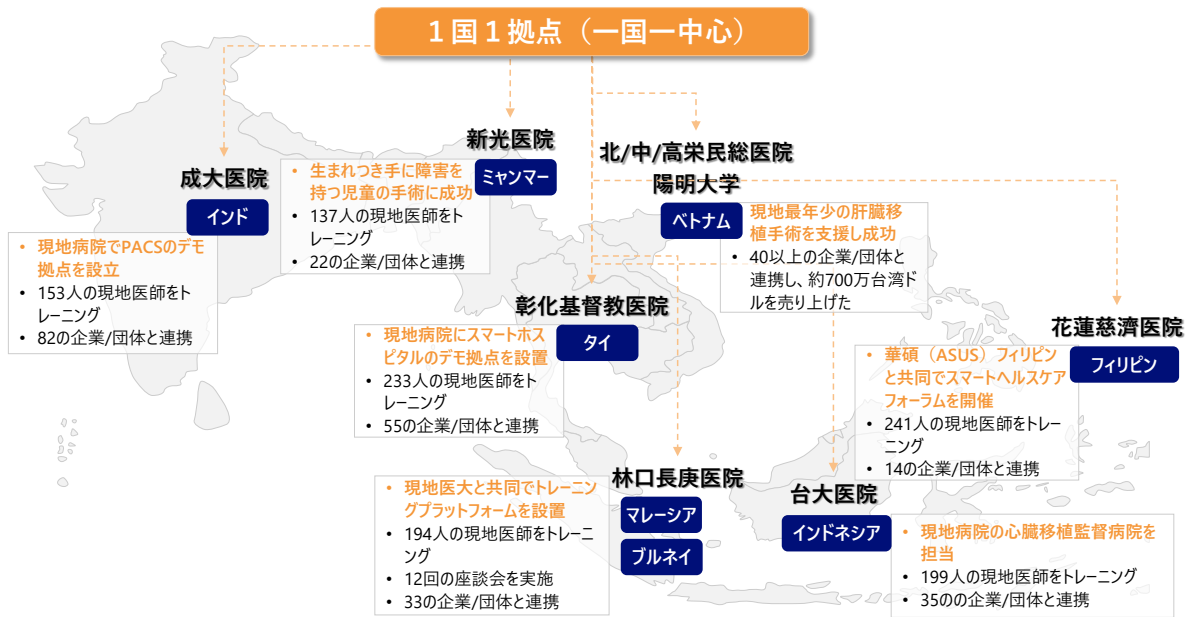 1国1拠点（一国一中心）
成大医院
インド
• 現地病院でPACSのデモ
拠点を設立
• 153人の現地医師をト
レーニング
• 82の企業/団体と連携
新光医院
ミャンマー
• 生まれつき手に障害を
持つ児童の手術に成功
• 137人の現地医師をト
レーニング
• 22の企業/団体と連携
北/中/高栄民総医院
陽明大学
ベトナム
• 現地最年少の肝臓移
植手術を支援し成功
• 40以上の企業/団体と
連携し、約700万台湾ド
ルを売り上げた
彰化基督教医院
タイ
• 現地病院にスマートホス
ピタルのデモ拠点を設置
• 233人の現地医師をト
レーニング
• 55の企業/団体と連携
花蓮慈濟医院
フィリピン
• 華碩（ASUS）フィリピン
と共同でスマートヘルスケア
フォーラムを開催
• 241人の現地医師をトレー
ニング
• 14の企業/団体と連携
林口長庚医院
マレーシア
ブルネイ
• 現地医大と共同でトレーニン
グプラットフォームを設置
• 194人の現地医師をトレーニ
ング
• 12回の座談会を実施
• 33の企業/団体と連携
台大医院
インドネシア
• 現地病院の心臓移植監督病院を
担当
• 199人の現地医師をトレーニング
• 35のの企業/団体と連携